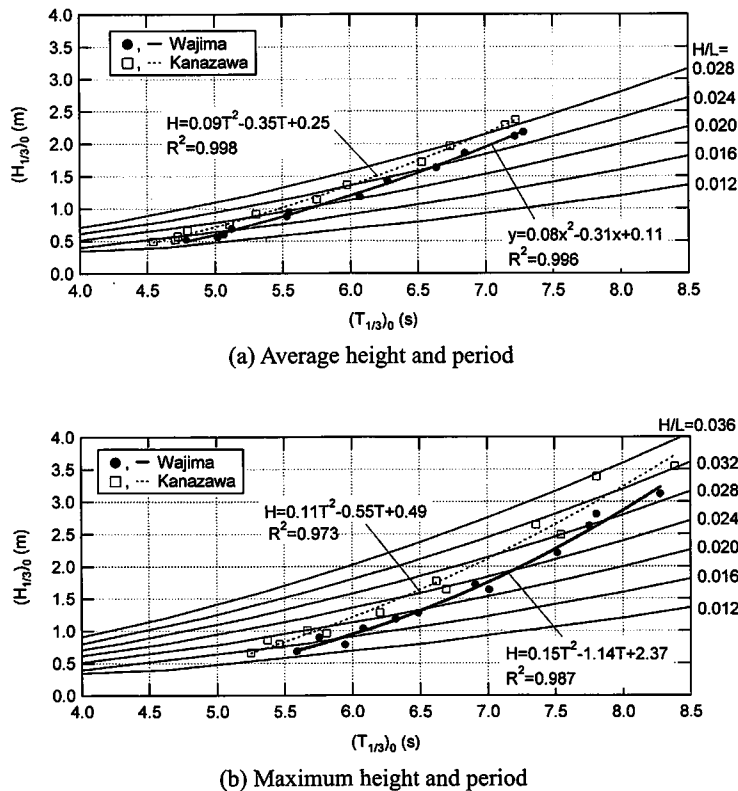 4.0
3.5
3.0
2.5
2.0
1.5
1.0
0.5
0.0
(H1/3)0 (m)
●, — Wajima
□, ---- Kanazawa
H=0.09T²-0.35T+0.25
R²=0.998
y=0.08x²-0.31x+0.11
R²=0.996
H/L=
0.028
0.024
0.020
0.016
0.012
4.0 4.5 5.0 5.5 6.0 6.5 7.0 7.5 8.0 8.5
(T1/3)0 (s)
(a) Average height and period
H/L=0.036
4.0
3.5
3.0
2.5
2.0
1.5
1.0
0.5
0.0
(H1/3)0 (m)
●, — Wajima
□, ---- Kanazawa
H=0.11T²-0.55T+0.49
R²=0.973
H=0.15T²-1.14T+2.37
R²=0.987
0.032
0.028
0.024
0.020
0.016
0.012
4.0 4.5 5.0 5.5 6.0 6.5 7.0 7.5 8.0 8.5
(T1/3)0 (s)
(b) Maximum height and period